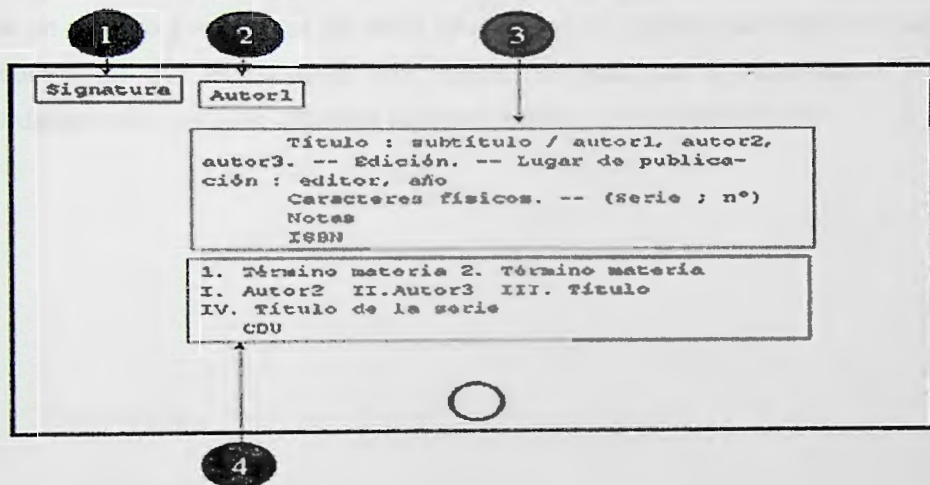 1 2 3
Signatura Autor1
Título : subtítulo / autor1, autor2,
autor3. -- Edición. -- Lugar de publica-
ción : editor, año
Caracteres físicos. -- (Serie ; nº)
Notas
ISBN
1. Término materia 2. Término materia
I. Autor2 II.Autor3 III. Título
IV. Título de la serie
CDU
4